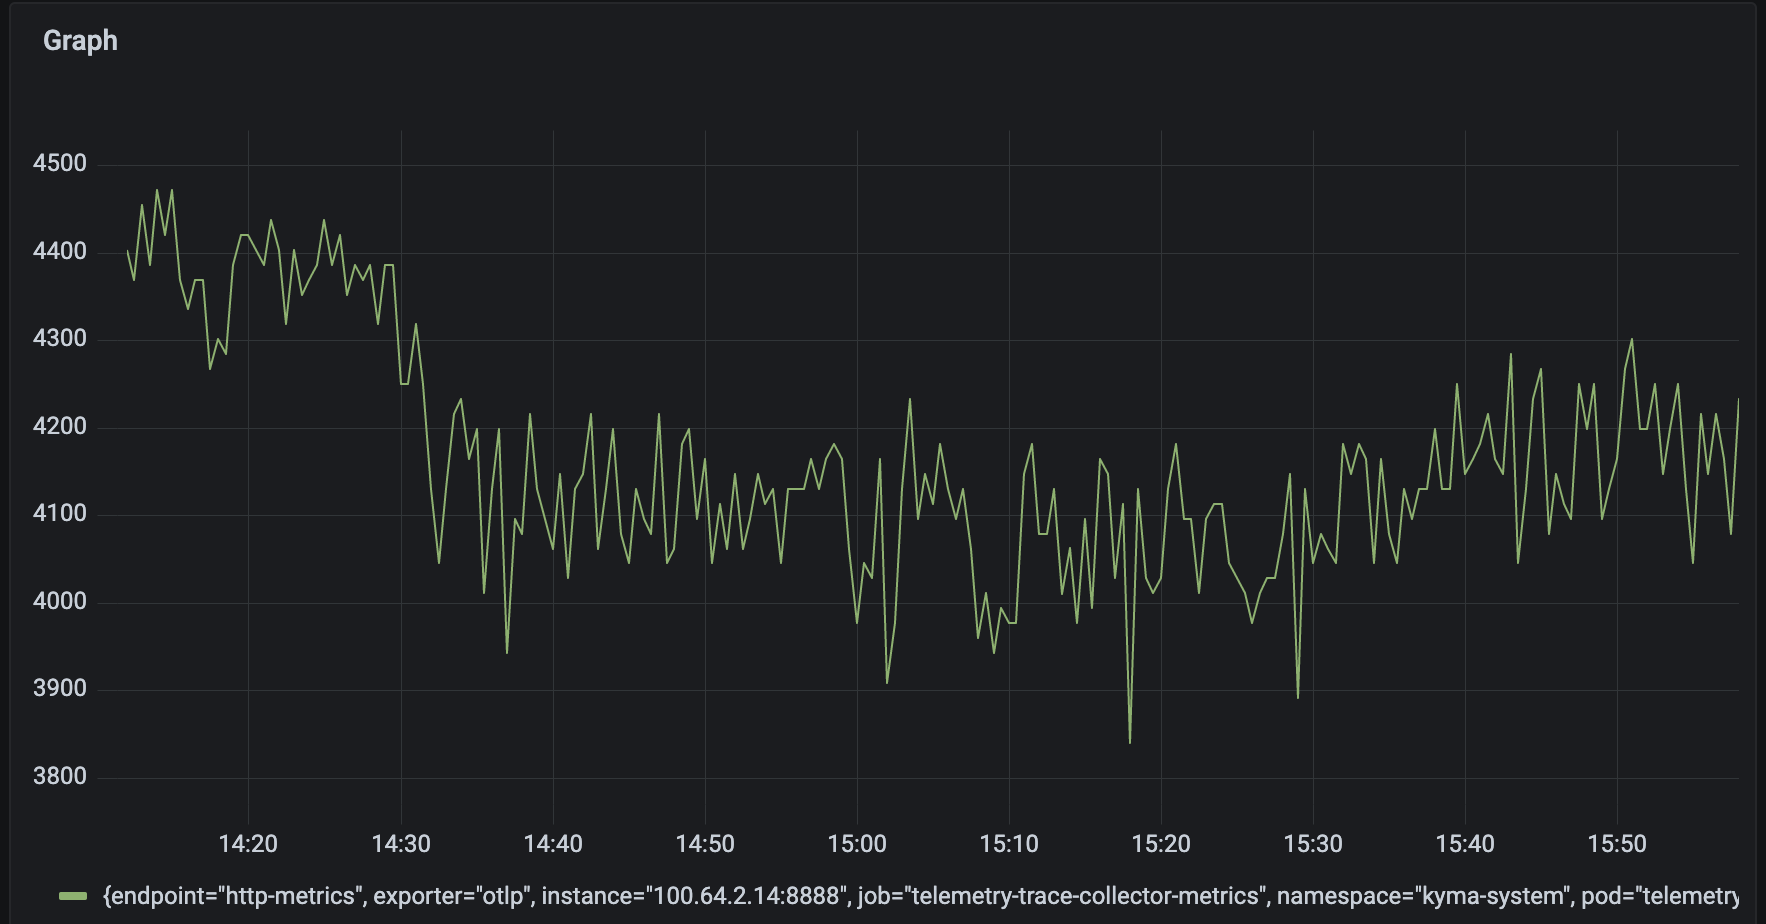 Graph
4500
4400
4300
4200
4100
4000
3900
3800
14:20 14:30 14:40 14:50 15:00 15:10 15:20 15:30 15:40 15:50
{endpoint="http-metrics", exporter="otlp", instance="100.64.2.14:8888", job="telemetry-trace-collector-metrics", namespace="kyma-system", pod="telemetry